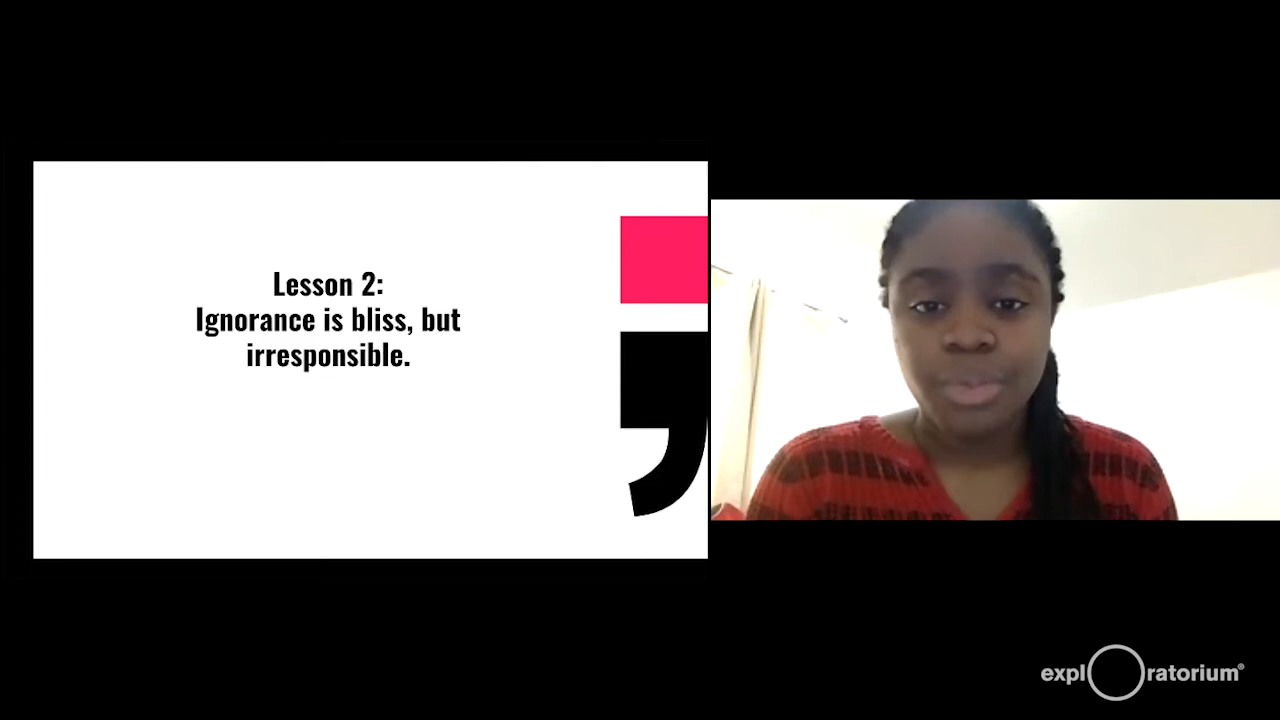 Lesson 2:
Ignorance is bliss, but
irresponsible.
explOratorium®